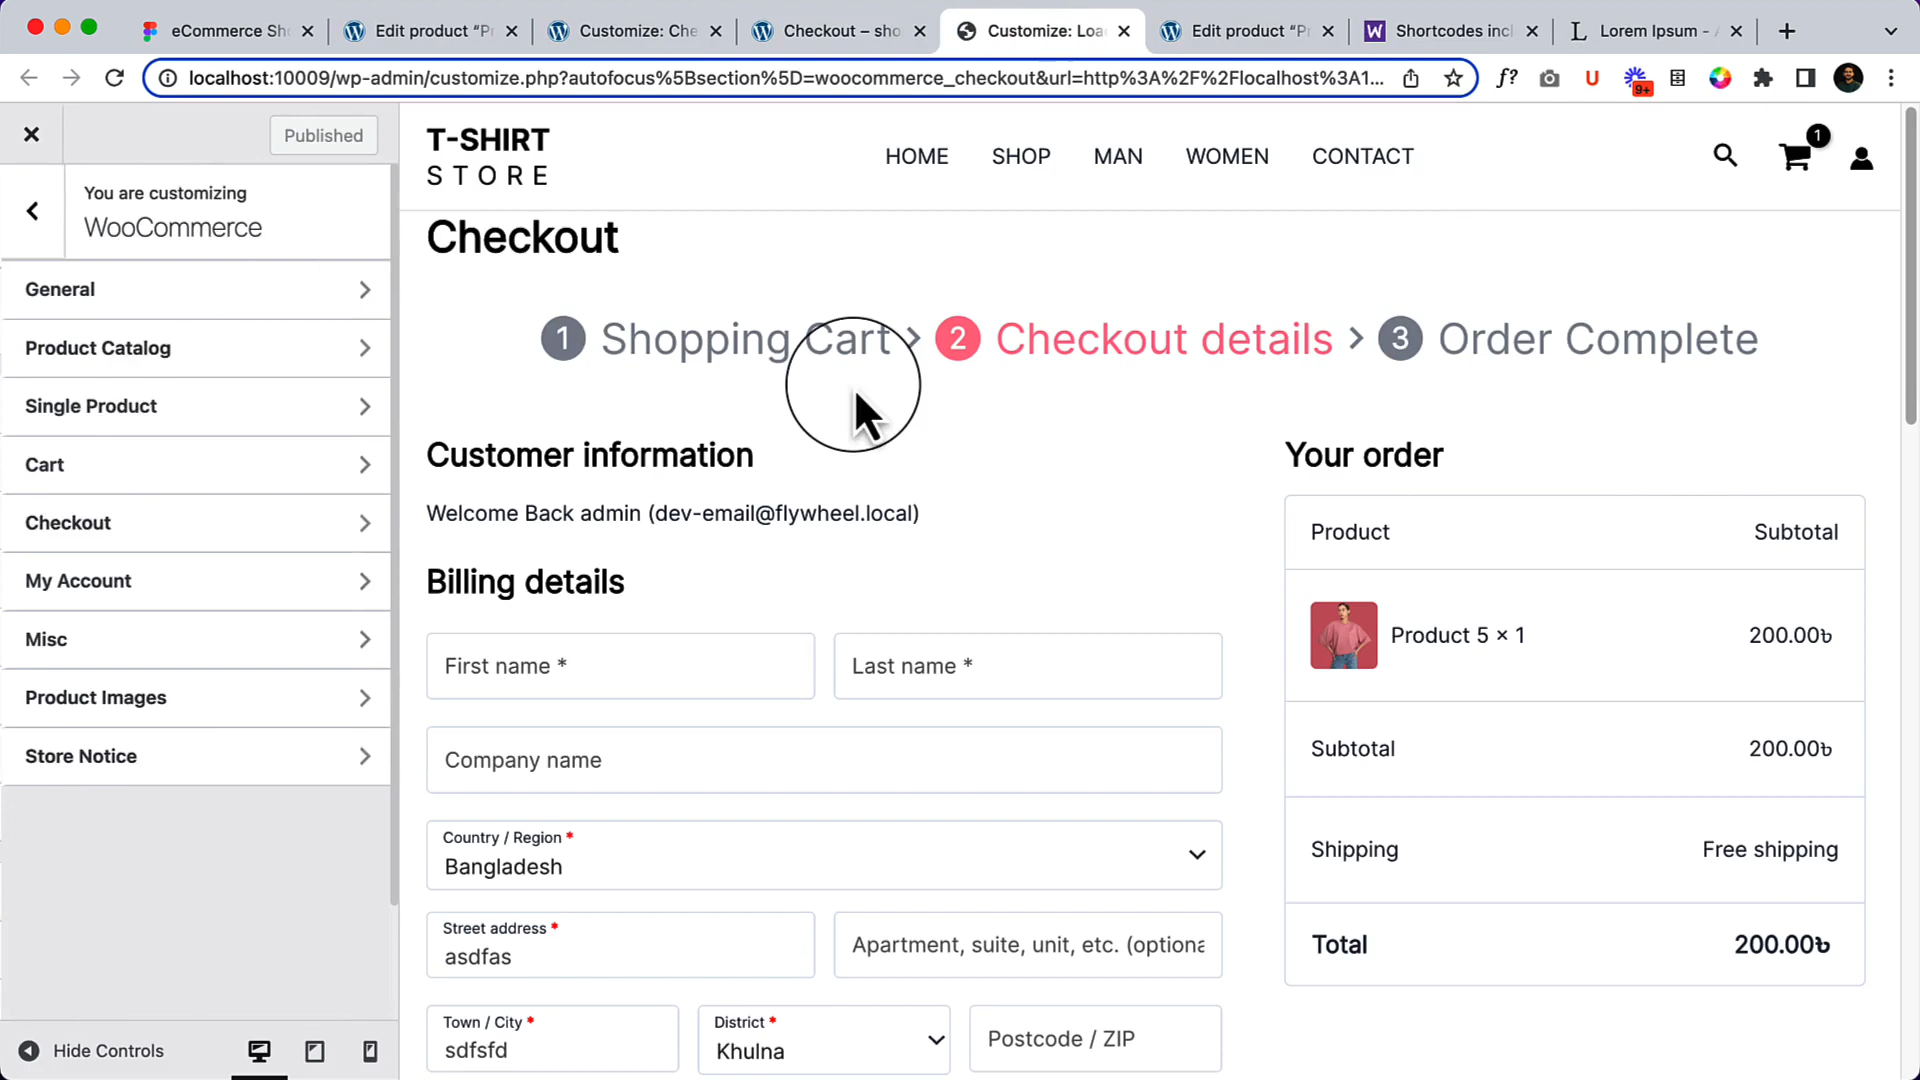 eCommerce Sh
Edit product “P
Customize: Che
Checkout – sho
Customize: Loa
Edit product “P
Shortcodes incl
Lorem Ipsum - A
localhost:10009/wp-admin/customize.php?autofocus%5Bsection%5D=woocommerce_checkout&url=http%3A%2F%2Flocalhost%3A1...
f?
U
9+
Published
You are customizing
WooCommerce
General
Product Catalog
Single Product
Cart
Checkout
My Account
Misc
Product Images
Store Notice
Hide Controls
T-SHIRT
STORE
HOME
SHOP
MAN
WOMEN
CONTACT
1
Checkout
1 Shopping Cart > 2 Checkout details > 3 Order Complete
Customer information
Welcome Back admin (dev-email@flywheel.local)
Billing details
First name *
Last name *
Company name
Country / Region *
Bangladesh
Street address *
asdfas
Apartment, suite, unit, etc. (optiona
Town / City *
sdfsfd
District *
Khulna
Postcode / ZIP
Your order
Product Subtotal
Product 5 × 1 200.00৳
Subtotal 200.00৳
Shipping Free shipping
Total 200.00৳